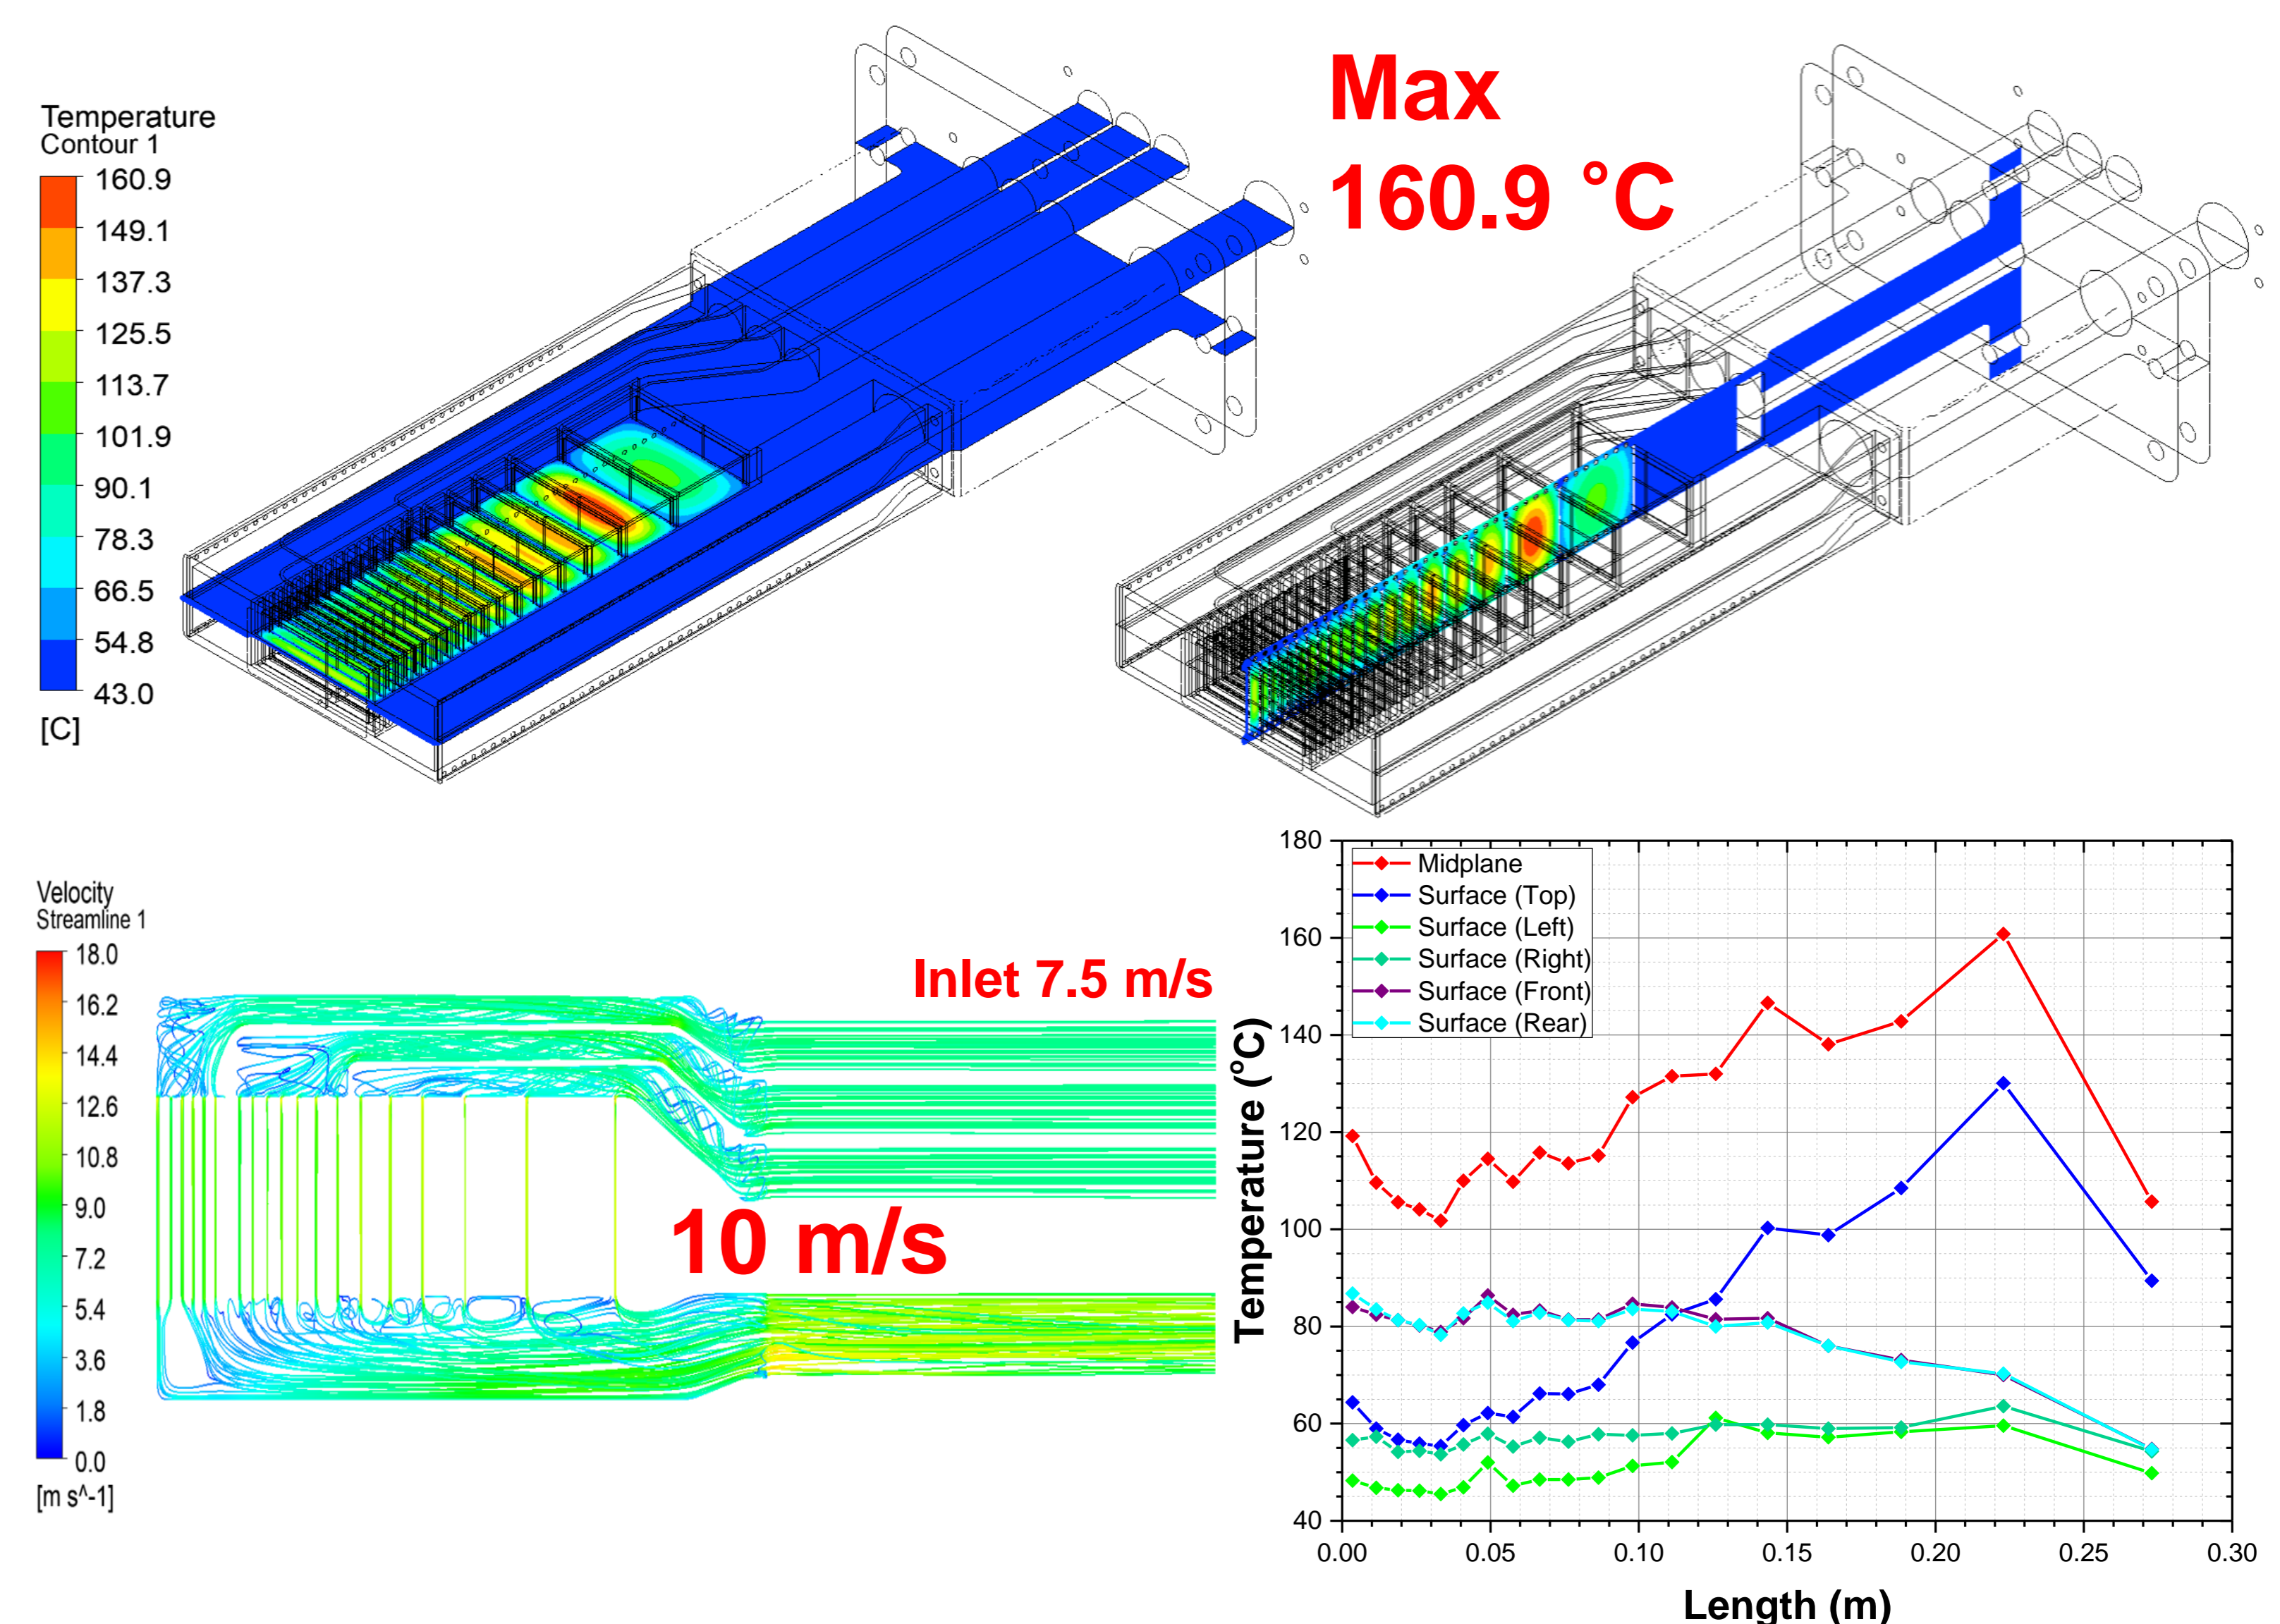 Temperature
Contour 1
160.9
149.1
137.3
125.5
113.7
101.9
90.1
78.3
66.5
54.8
43.0
[C]
Max
160.9 °C
Velocity
Streamline 1
18.0
16.2
14.4
12.6
10.8
9.0
7.2
5.4
3.6
1.8
0.0
[m s^-1]
Inlet 7.5 m/s
10 m/s
180
160
140
120
100
80
60
40
Temperature (°C)
Midplane
Surface (Top)
Surface (Left)
Surface (Right)
Surface (Front)
Surface (Rear)
0.00 0.05 0.10 0.15 0.20 0.25 0.30
Length (m)